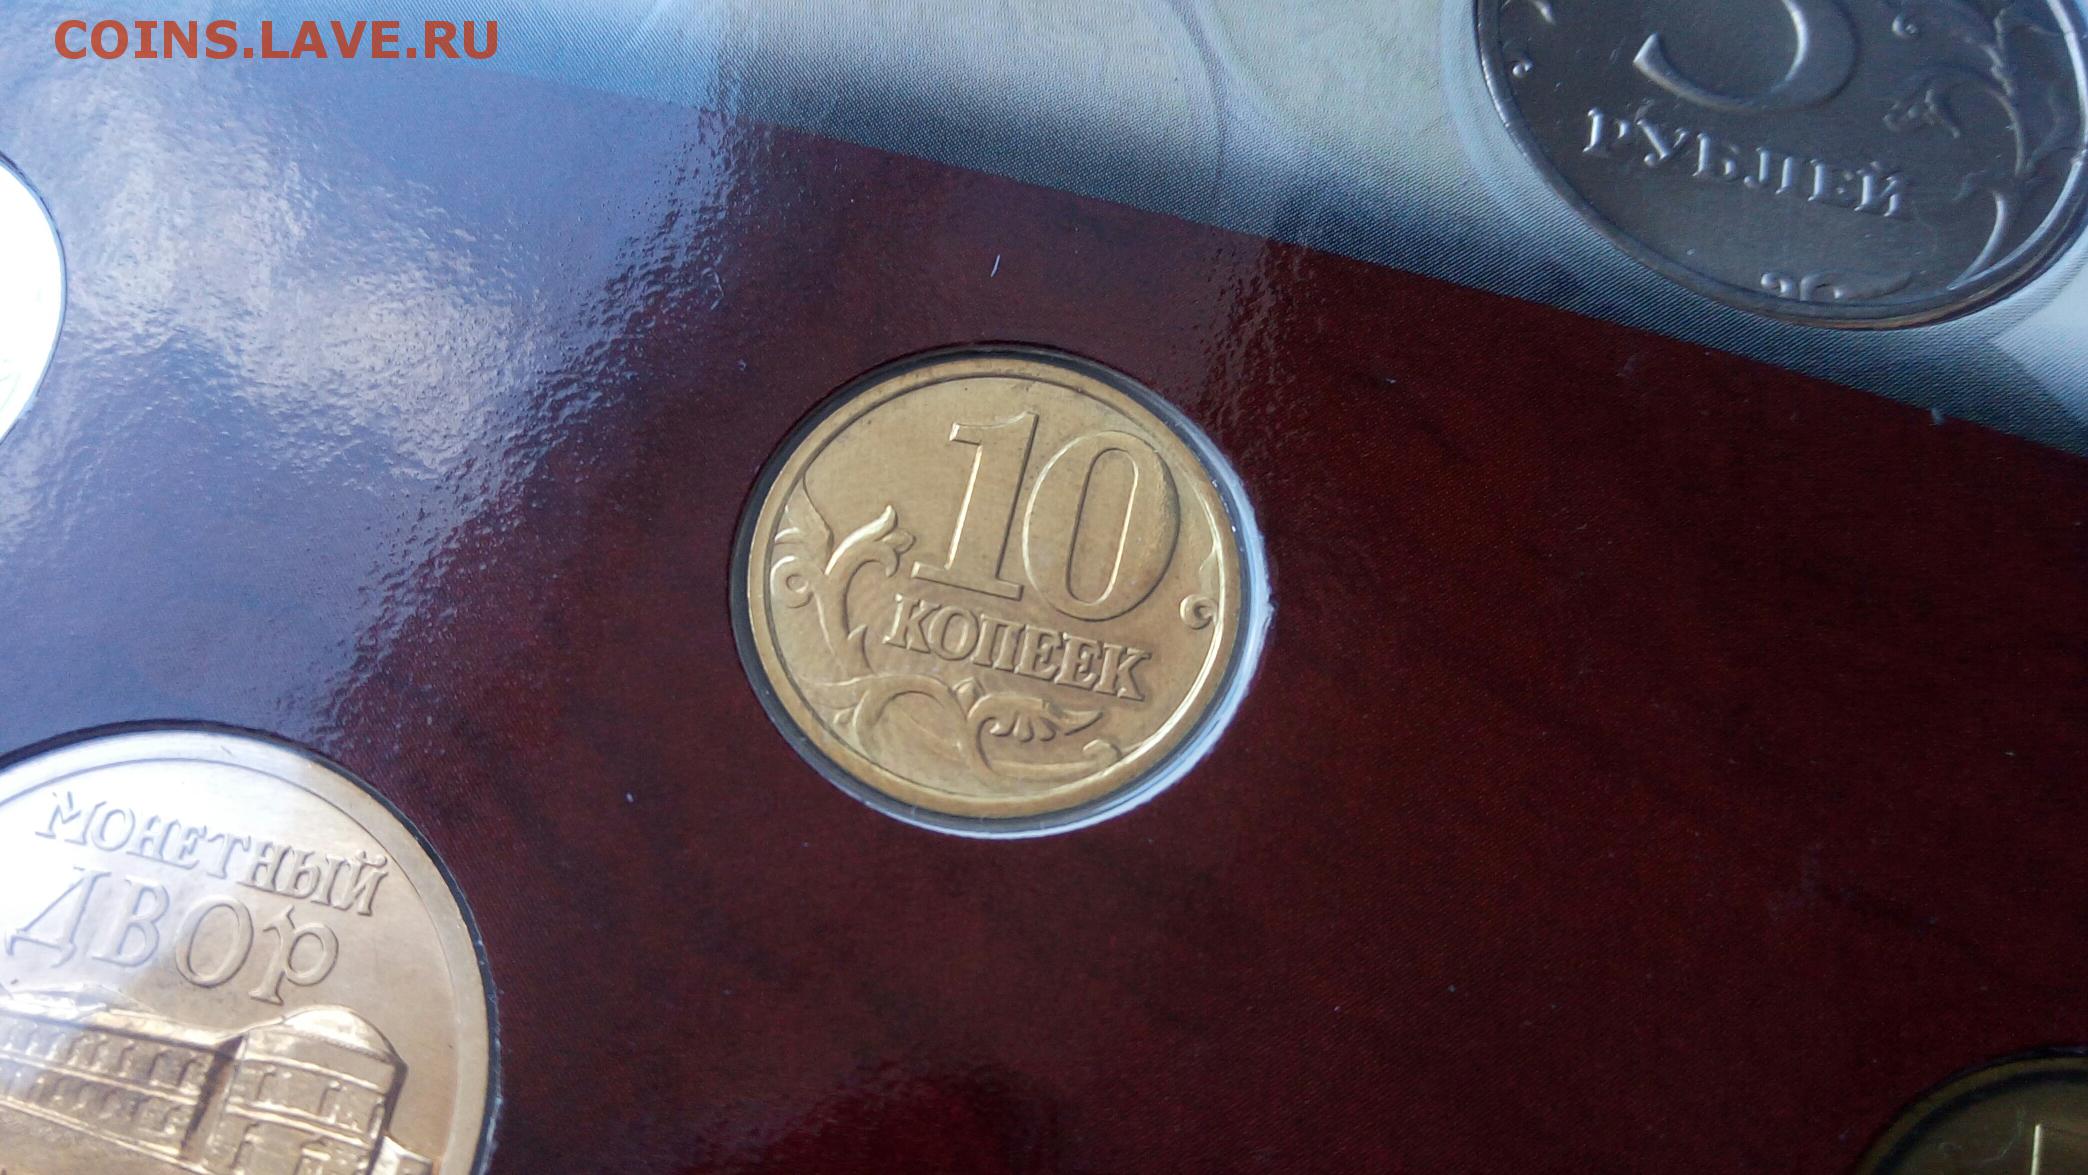 COINS.LAVE.RU
5
РУБЛЕЙ
10
КОПЕЕК
МОНЕТНЫЙ
ДВОР